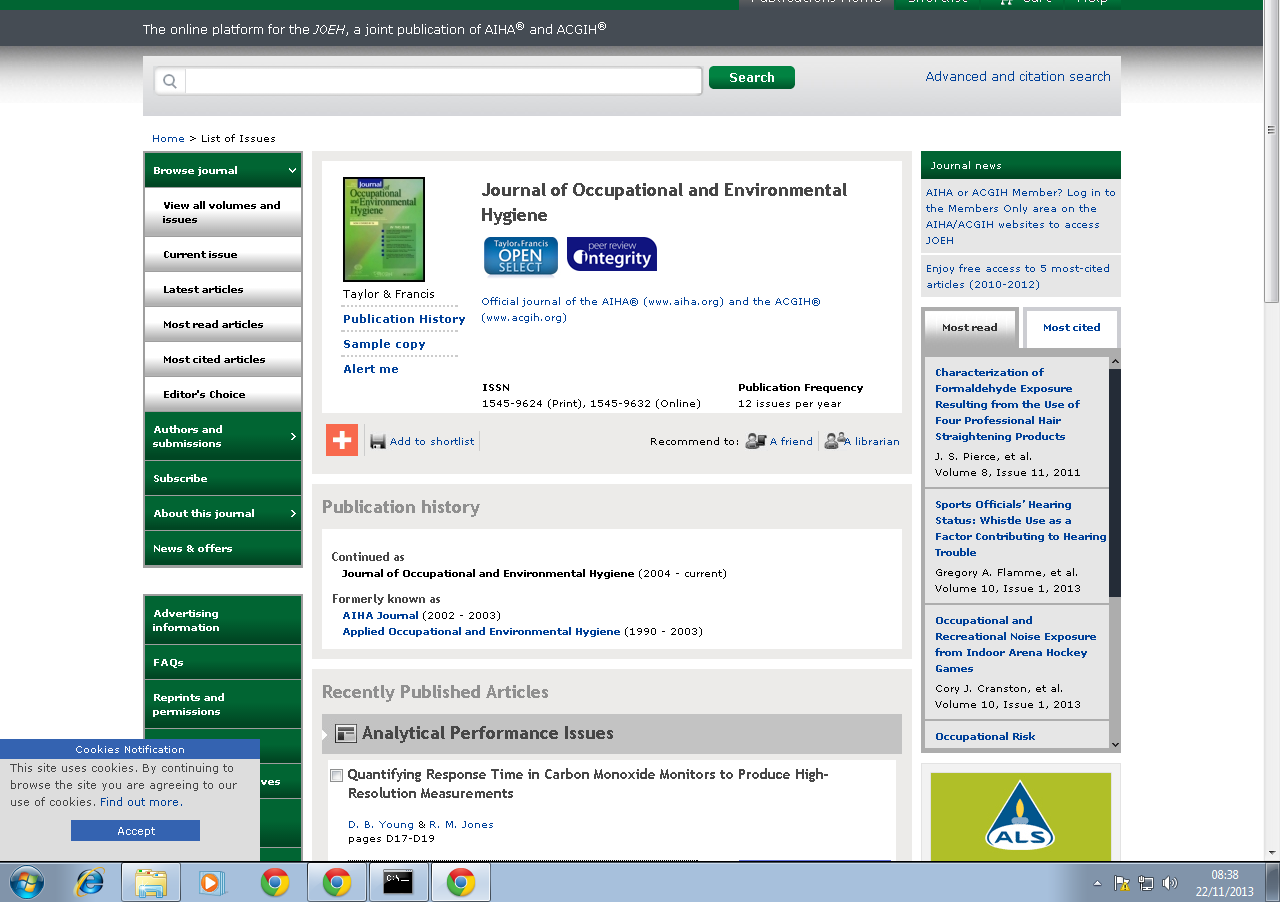 Publications Home
Shortlist
Cart
Help
The online platform for the JOEH, a joint publication of AIHA® and ACGIH®
Search
Advanced and citation search
Home > List of Issues
Browse journal
View all volumes and
issues
Current issue
Latest articles
Most read articles
Most cited articles
Editor's Choice
Authors and
submissions
Subscribe
About this journal
News & offers
Advertising
information
FAQs
Reprints and
permissions
ves
Journal of
Occupational
and Environmental
Hygiene
Taylor & Francis
Publication History
Sample copy
Alert me
Journal of Occupational and Environmental
Hygiene
Taylor & Francis
OPEN
SELECT
peer review
integrity
Official journal of the AIHA® (www.aiha.org) and the ACGIH®
(www.acgih.org)
ISSN
1545-9624 (Print), 1545-9632 (Online)
Publication Frequency
12 issues per year
Add to shortlist
Recommend to:
A friend
A librarian
Publication history
Continued as
Journal of Occupational and Environmental Hygiene (2004 - current)
Formerly known as
AIHA Journal (2002 - 2003)
Applied Occupational and Environmental Hygiene (1990 - 2003)
Recently Published Articles
Analytical Performance Issues
Quantifying Response Time in Carbon Monoxide Monitors to Produce High-
Resolution Measurements
D. B. Young & R. M. Jones
pages D17-D19
Journal news
AIHA or ACGIH Member? Log in to
the Members Only area on the
AIHA/ACGIH websites to access
JOEH
Enjoy free access to 5 most-cited
articles (2010-2012)
Most read
Most cited
Characterization of
Formaldehyde Exposure
Resulting from the Use of
Four Professional Hair
Straightening Products
J. S. Pierce, et al.
Volume 8, Issue 11, 2011
Sports Officials' Hearing
Status: Whistle Use as a
Factor Contributing to Hearing
Trouble
Gregory A. Flamme, et al.
Volume 10, Issue 1, 2013
Occupational and
Recreational Noise Exposure
from Indoor Arena Hockey
Games
Cory J. Cranston, et al.
Volume 10, Issue 1, 2013
Occupational Risk
ALS
Cookies Notification
This site uses cookies. By continuing to
browse the site you are agreeing to our
use of cookies. Find out more.
Accept
C:\.
08:38
22/11/2013